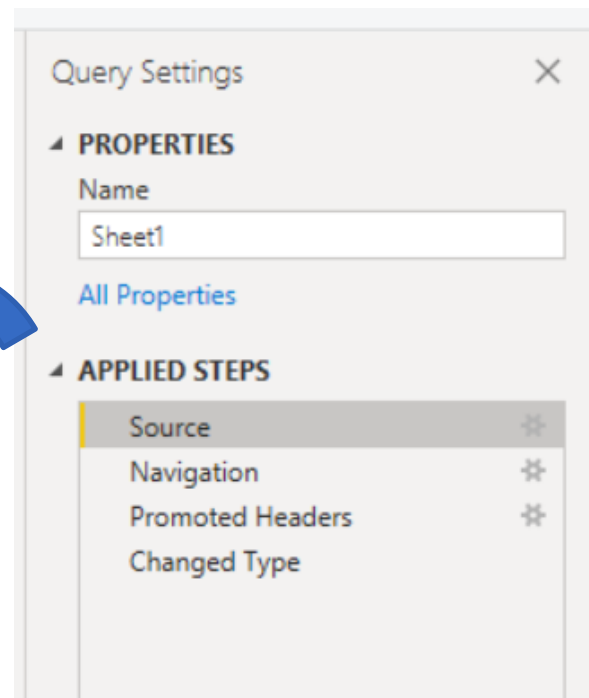 Query Settings
PROPERTIES
Name
Sheet1
All Properties
APPLIED STEPS
Source
Navigation
Promoted Headers
Changed Type